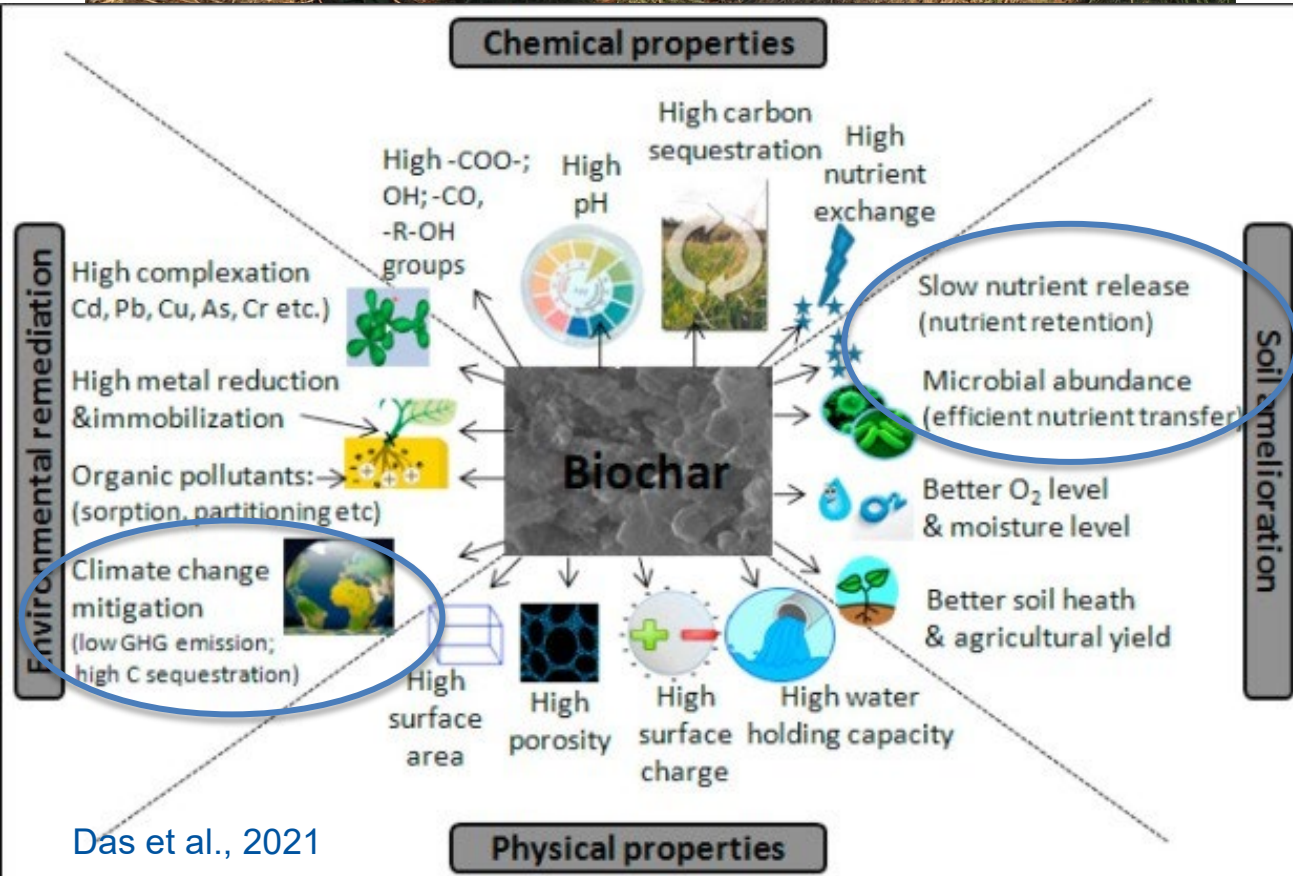 Chemical properties
High -COO-;
OH; -CO,
-R-OH
groups
High
pH
High carbon
sequestration
High
nutrient
exchange
Environmental remediation
High complexation
Cd, Pb, Cu, As, Cr etc.)
High metal reduction
&immobilization
Organic pollutants:
(sorption, partitioning etc)
Climate change
mitigation
(low GHG emission;
high C sequestration)
Biochar
Slow nutrient release
(nutrient retention)
Microbial abundance
(efficient nutrient transfer)
O2
Better O₂ level
& moisture level
Better soil heath
& agricultural yield
Soil amelioration
High
surface
area
High
porosity
High
surface
charge
High water
holding capacity
Das et al., 2021
Physical properties